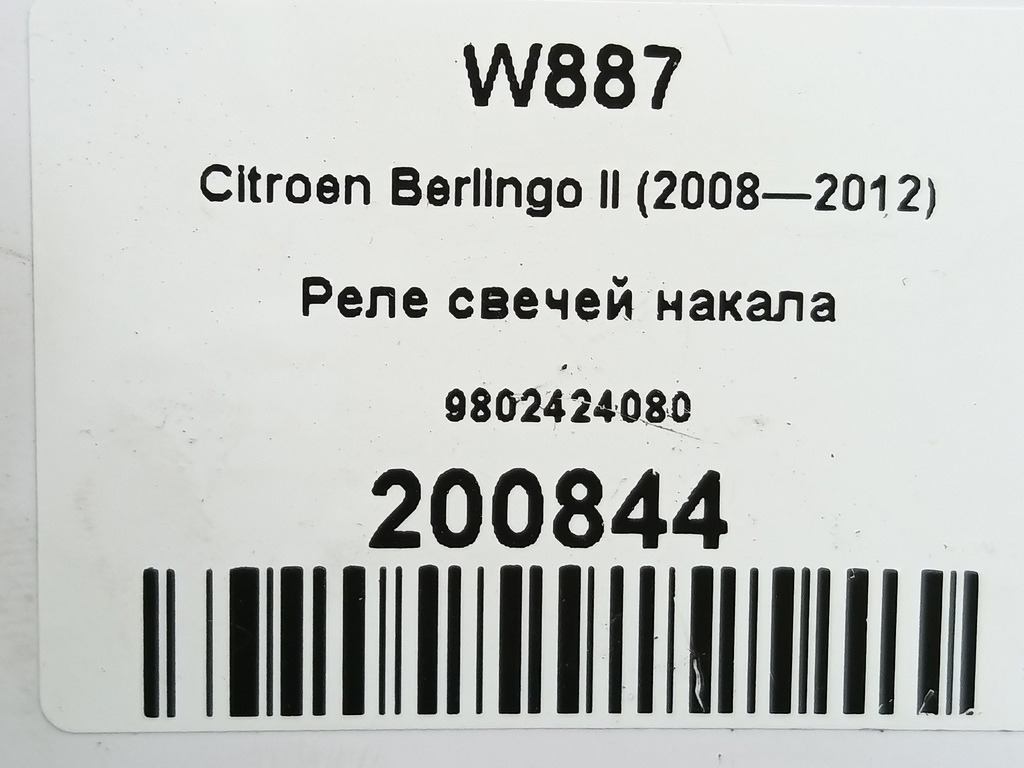 W887
Citroen Berlingo II (2008—2012)
Реле свечей накала
9802424080
200844